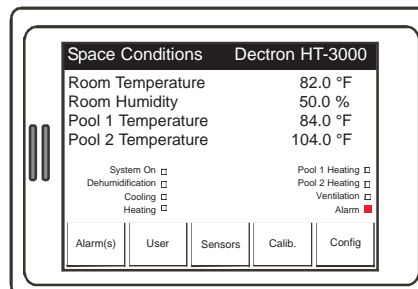 Space Conditions Dectron HT-3000
Room Temperature 82.0 °F
Room Humidity 50.0 %
Pool 1 Temperature 84.0 °F
Pool 2 Temperature 104.0 °F
System On Pool 1 Heating
Dehumidification Pool 2 Heating
Cooling Ventilation
Heating Alarm
Alarm(s) User Sensors Calib. Config